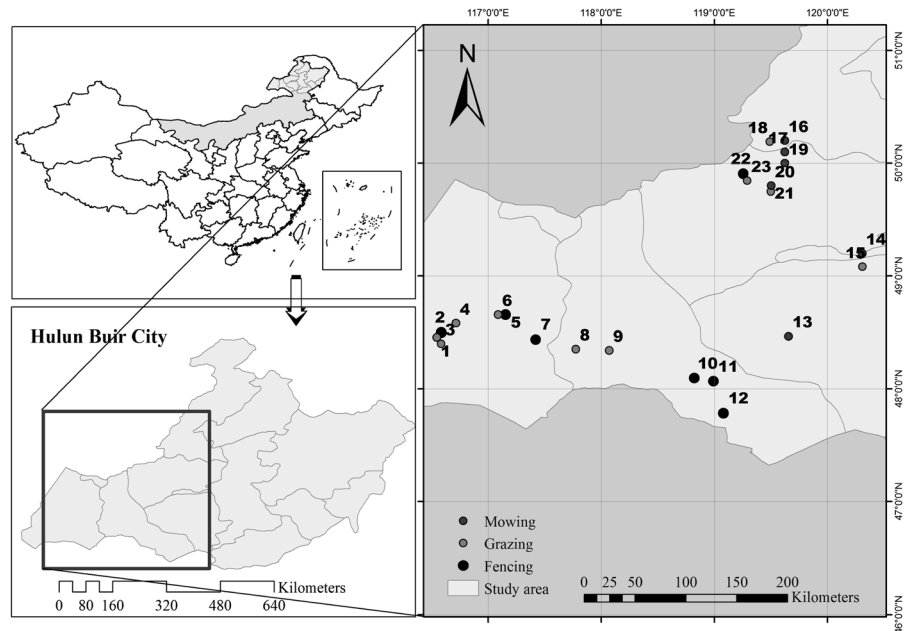 117°0'0"E 118°0'0"E 119°0'0"E 120°0'0"E
N
51°0'0"N
50°0'0"N
49°0'0"N
48°0'0"N
47°0'0"N
46°0'0"N
18 17 16
19
22 23 20
21
14
15
2 3 4
1
6
5 7
8 9
13
10 11
12
Hulun Buir City
Kilometers
0 80 160 320 480 640
Mowing
Grazing
Fencing
Study area
0 25 50 100 150 200
Kilometers